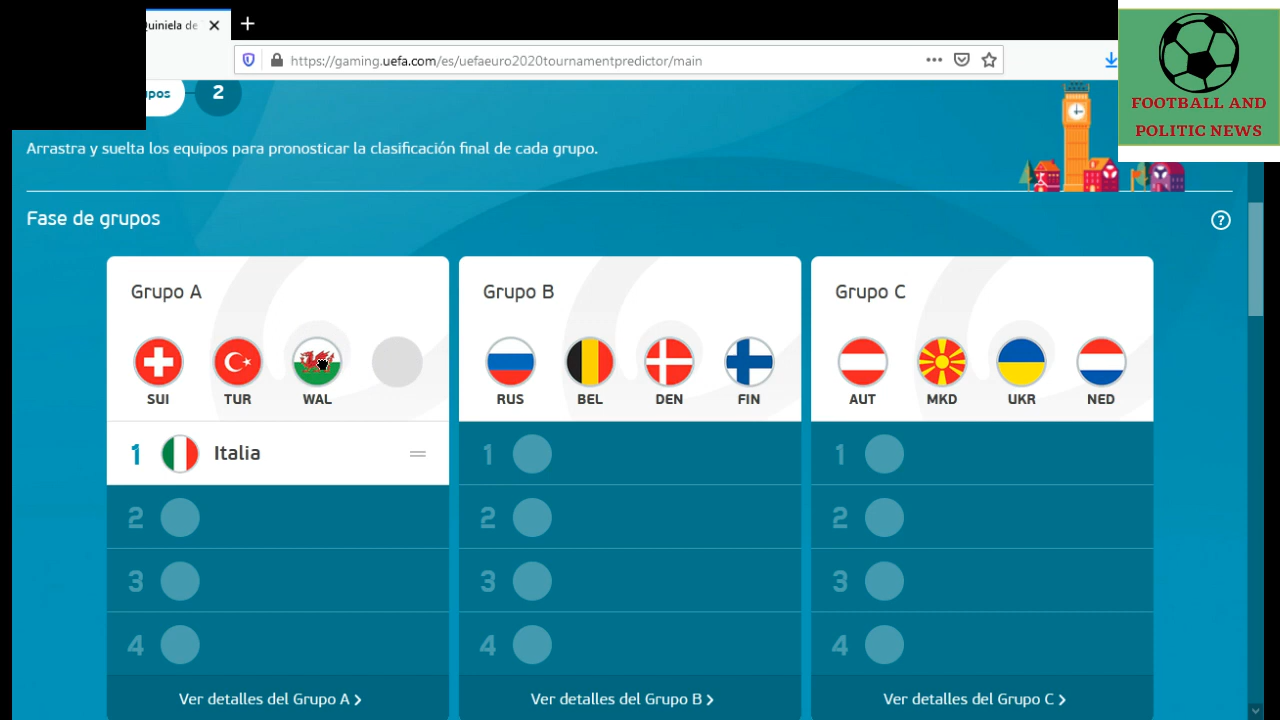 Quiniela de
https://gaming.uefa.com/es/uefaeuro2020tournamentpredictor/main
FOOTBALL AND
POLITIC NEWS
2
Arrastra y suelta los equipos para pronosticar la clasificación final de cada grupo.
Fase de grupos
?
Grupo A
SUI TUR WAL
1 Italia
2
3
4
Ver detalles del Grupo A
Grupo B
RUS BEL DEN FIN
1
2
3
4
Ver detalles del Grupo B
Grupo C
AUT MKD UKR NED
1
2
3
4
Ver detalles del Grupo C